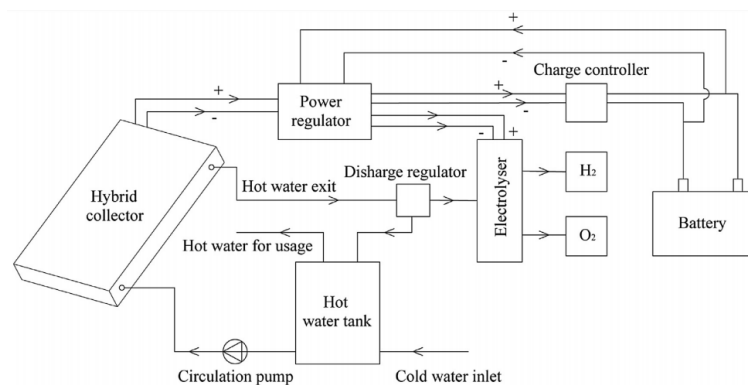 +
-
Charge controller
+
-
Power
regulator
+
-
-
+
Hybrid
collector
Hot water exit
Disharge regulator
Electrolyser
H2
O2
Battery
Hot water for usage
Hot
water tank
Circulation pump
Cold water inlet